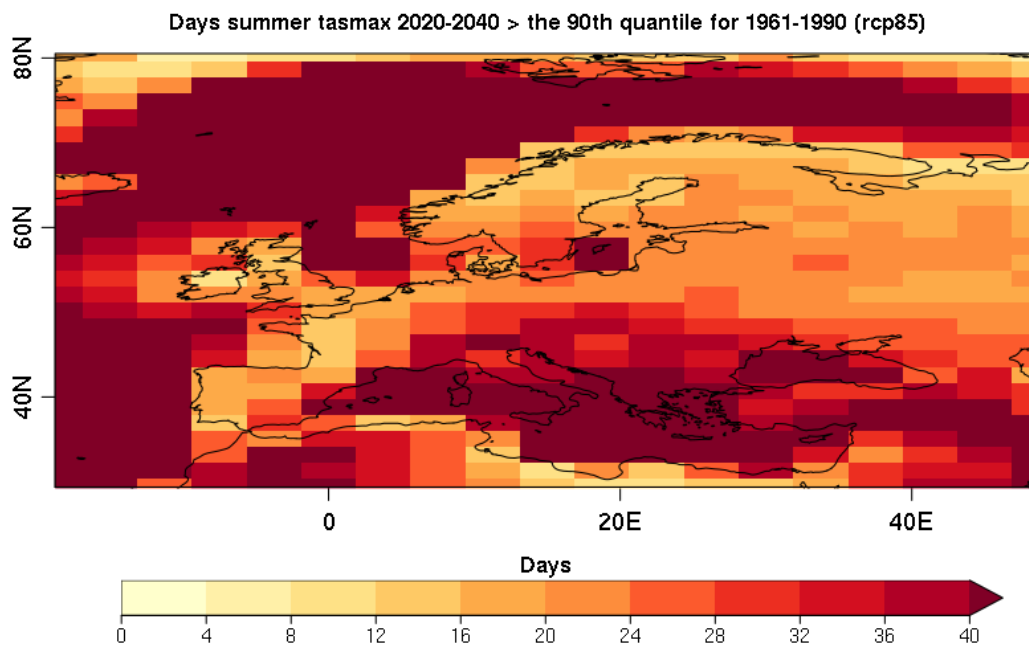 Days summer tasmax 2020-2040 > the 90th quantile for 1961-1990 (rcp85)
80N
60N
40N
0 20E 40E
Days
0 4 8 12 16 20 24 28 32 36 40